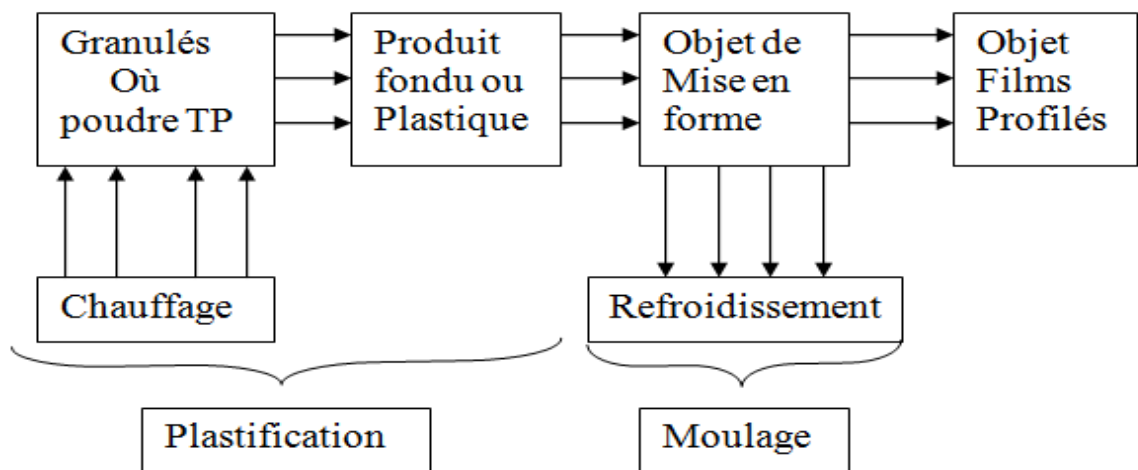 Granulés
Où
poudre TP
Produit
fondu ou
Plastique
Objet de
Mise en
forme
Objet
Films
Profilés
Chauffage
Refroidissement
Plastification
Moulage